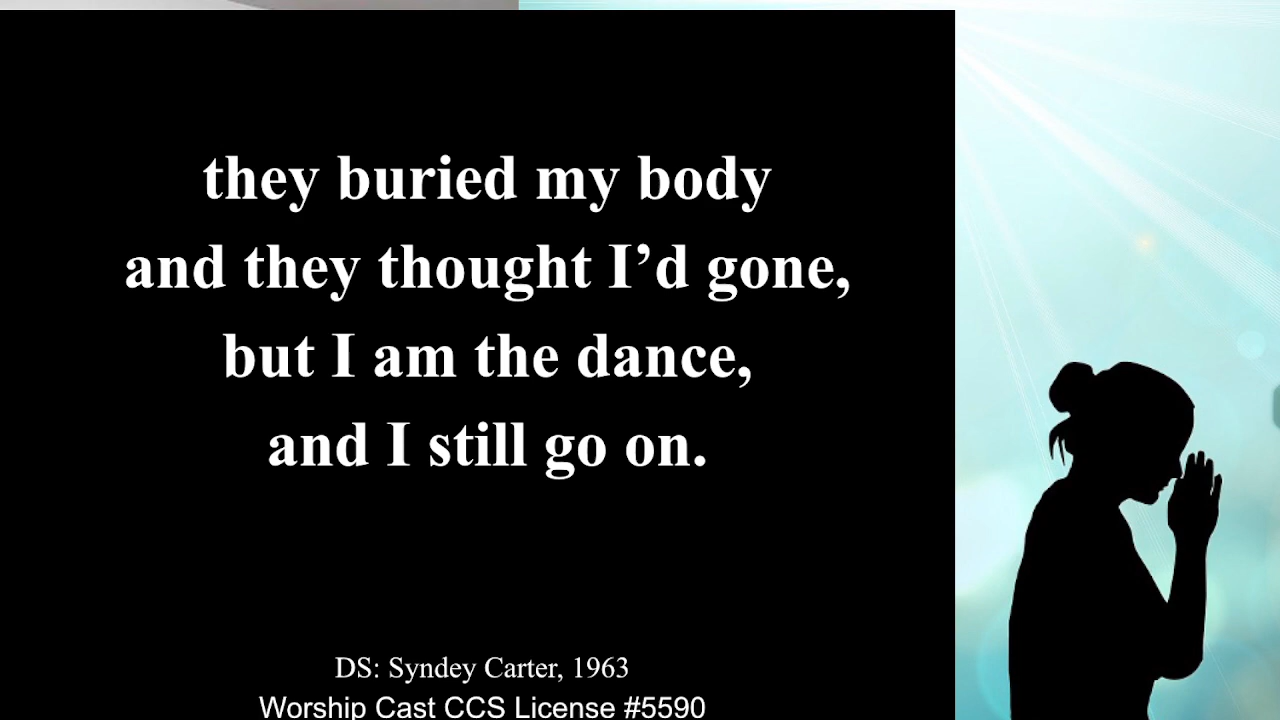 they buried my body
and they thought I’d gone,
but I am the dance,
and I still go on.
DS: Syndey Carter, 1963
Worship Cast CCS License #5590